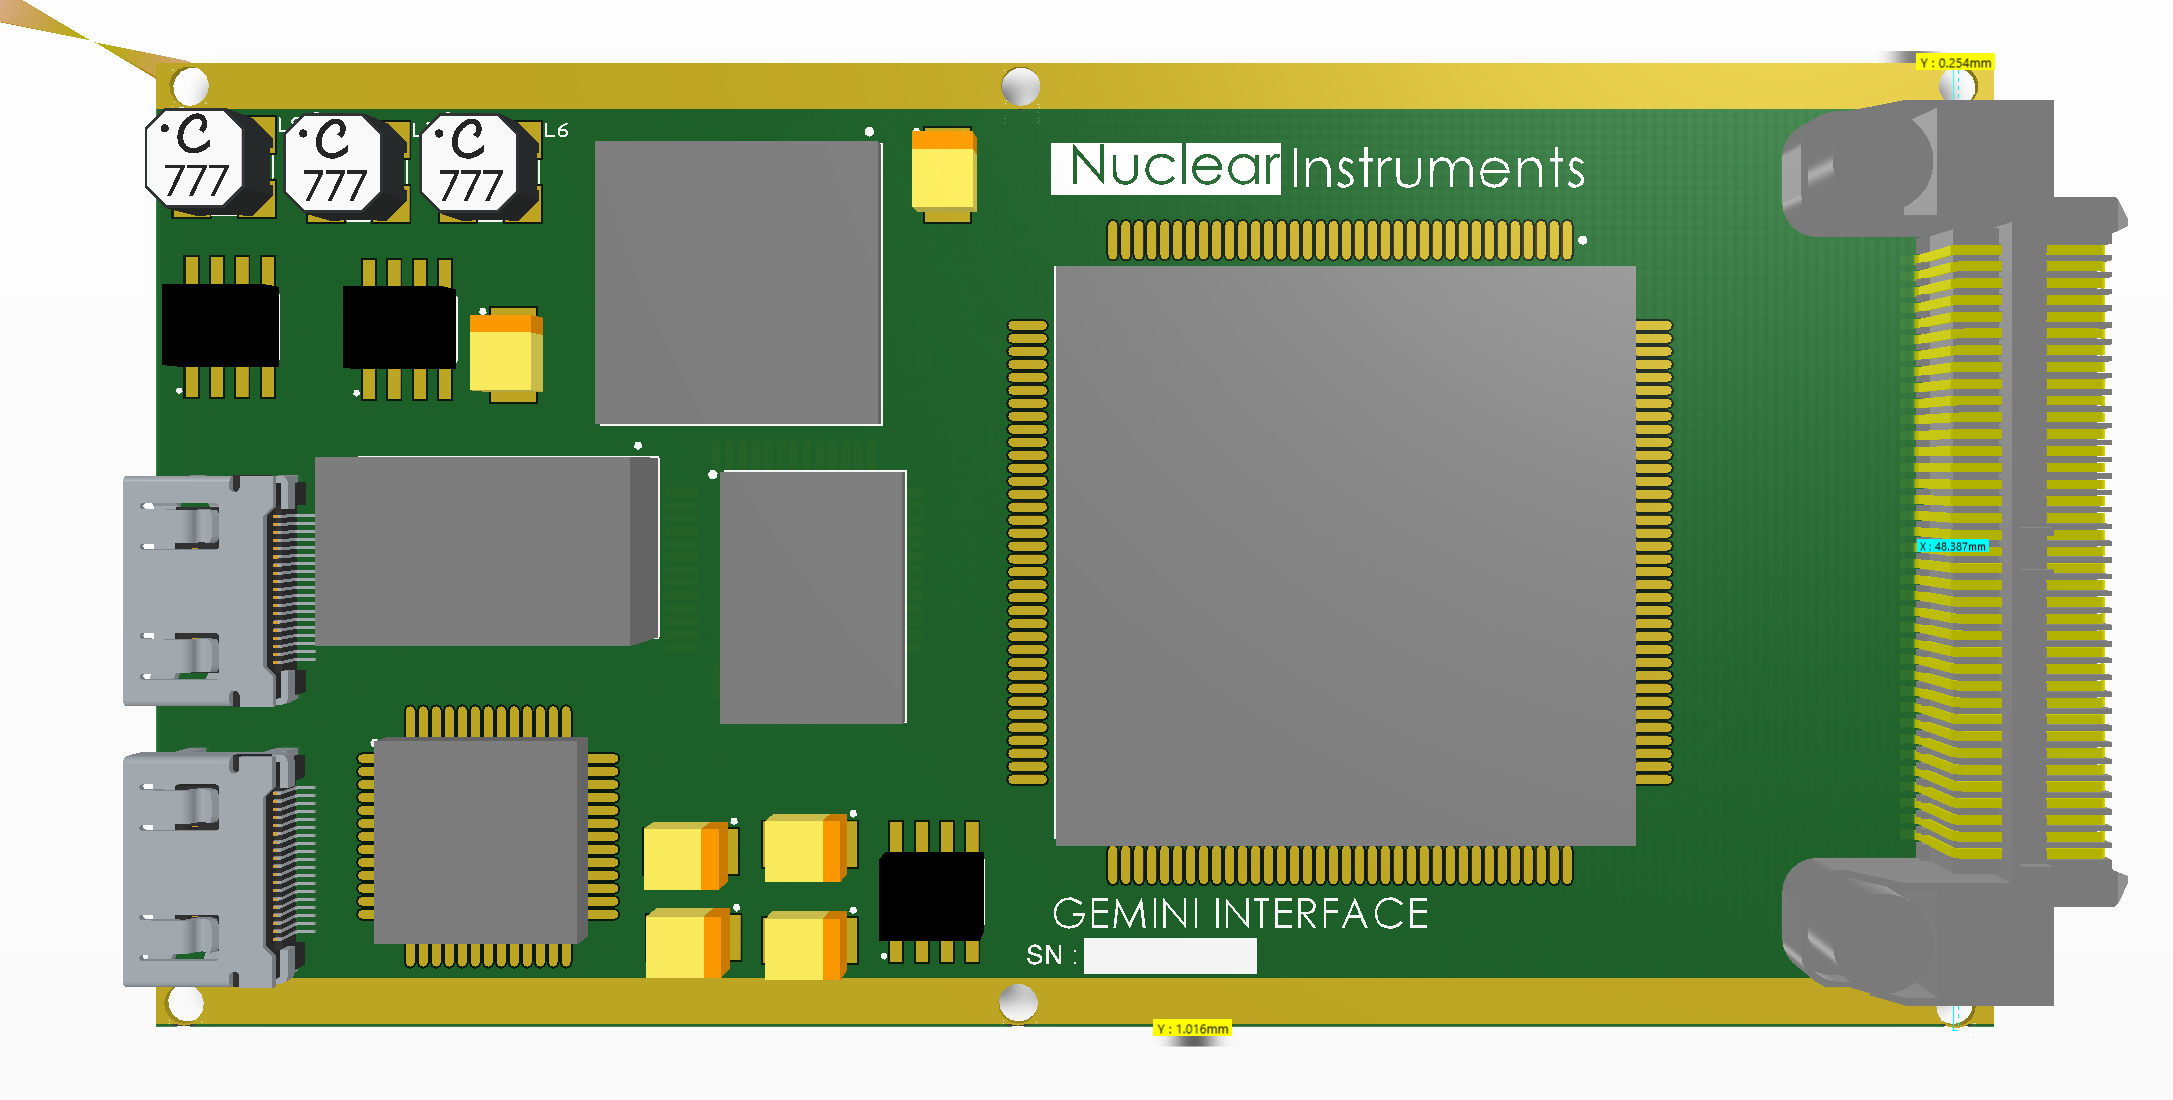 Y : 0.254mm
C
777
C
777
C
777
L6
Nuclear Instruments
X : 48.387mm
GEMINI INTERFACE
SN :
Y : 1.016mm